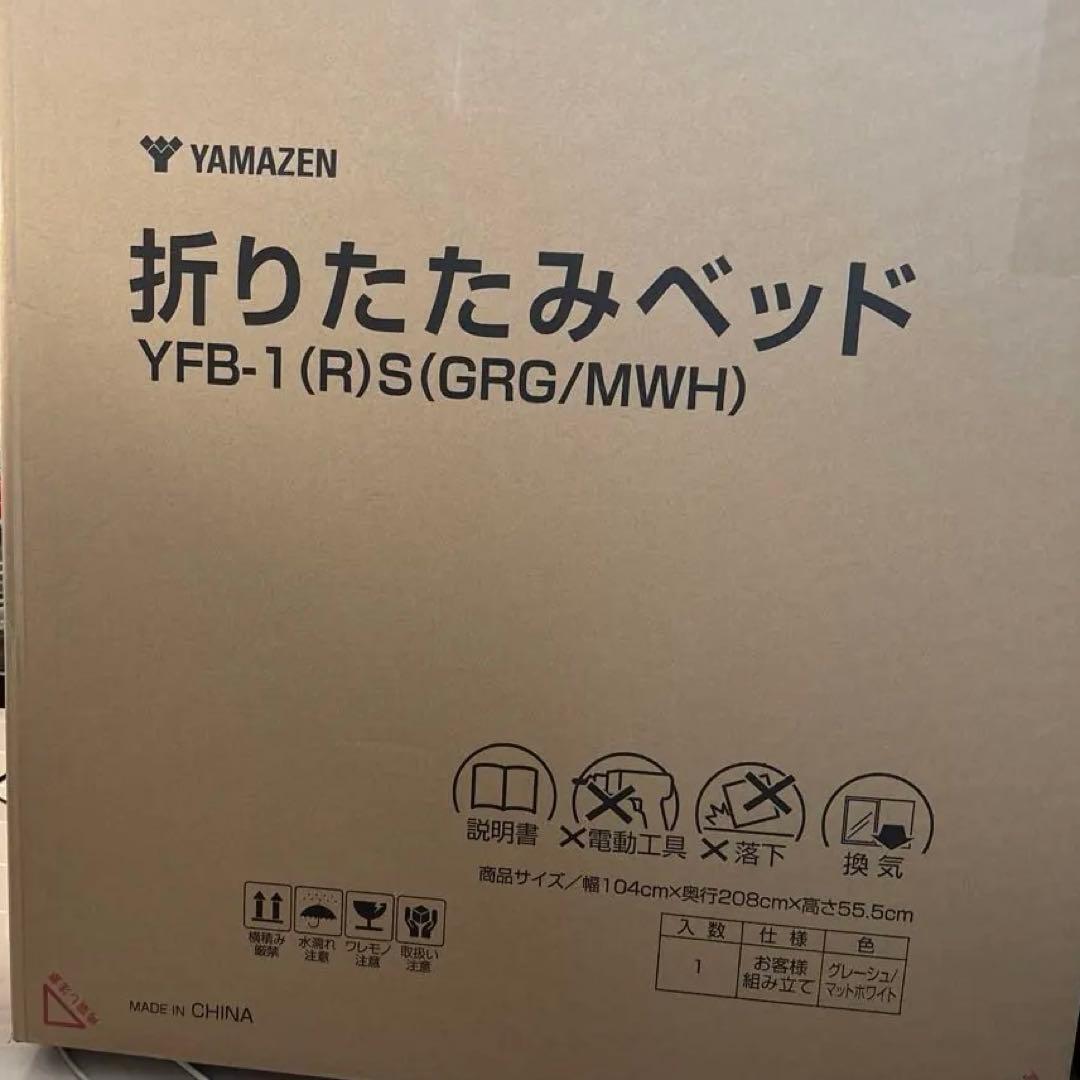 YAMAZEN
折りたたみベッド
YFB-1(R)S(GRG/MWH)
説明書
×電動工具
×落下
換気
商品サイズ/幅104cm×奥行208cm×高さ55.5cm
横積み
厳禁
水濡れ
注意
ワレモノ
注意
取扱い
注意
入数 仕様 色
1 お客様
組み立て グレージュ/
マットホワイト
MADE IN CHINA